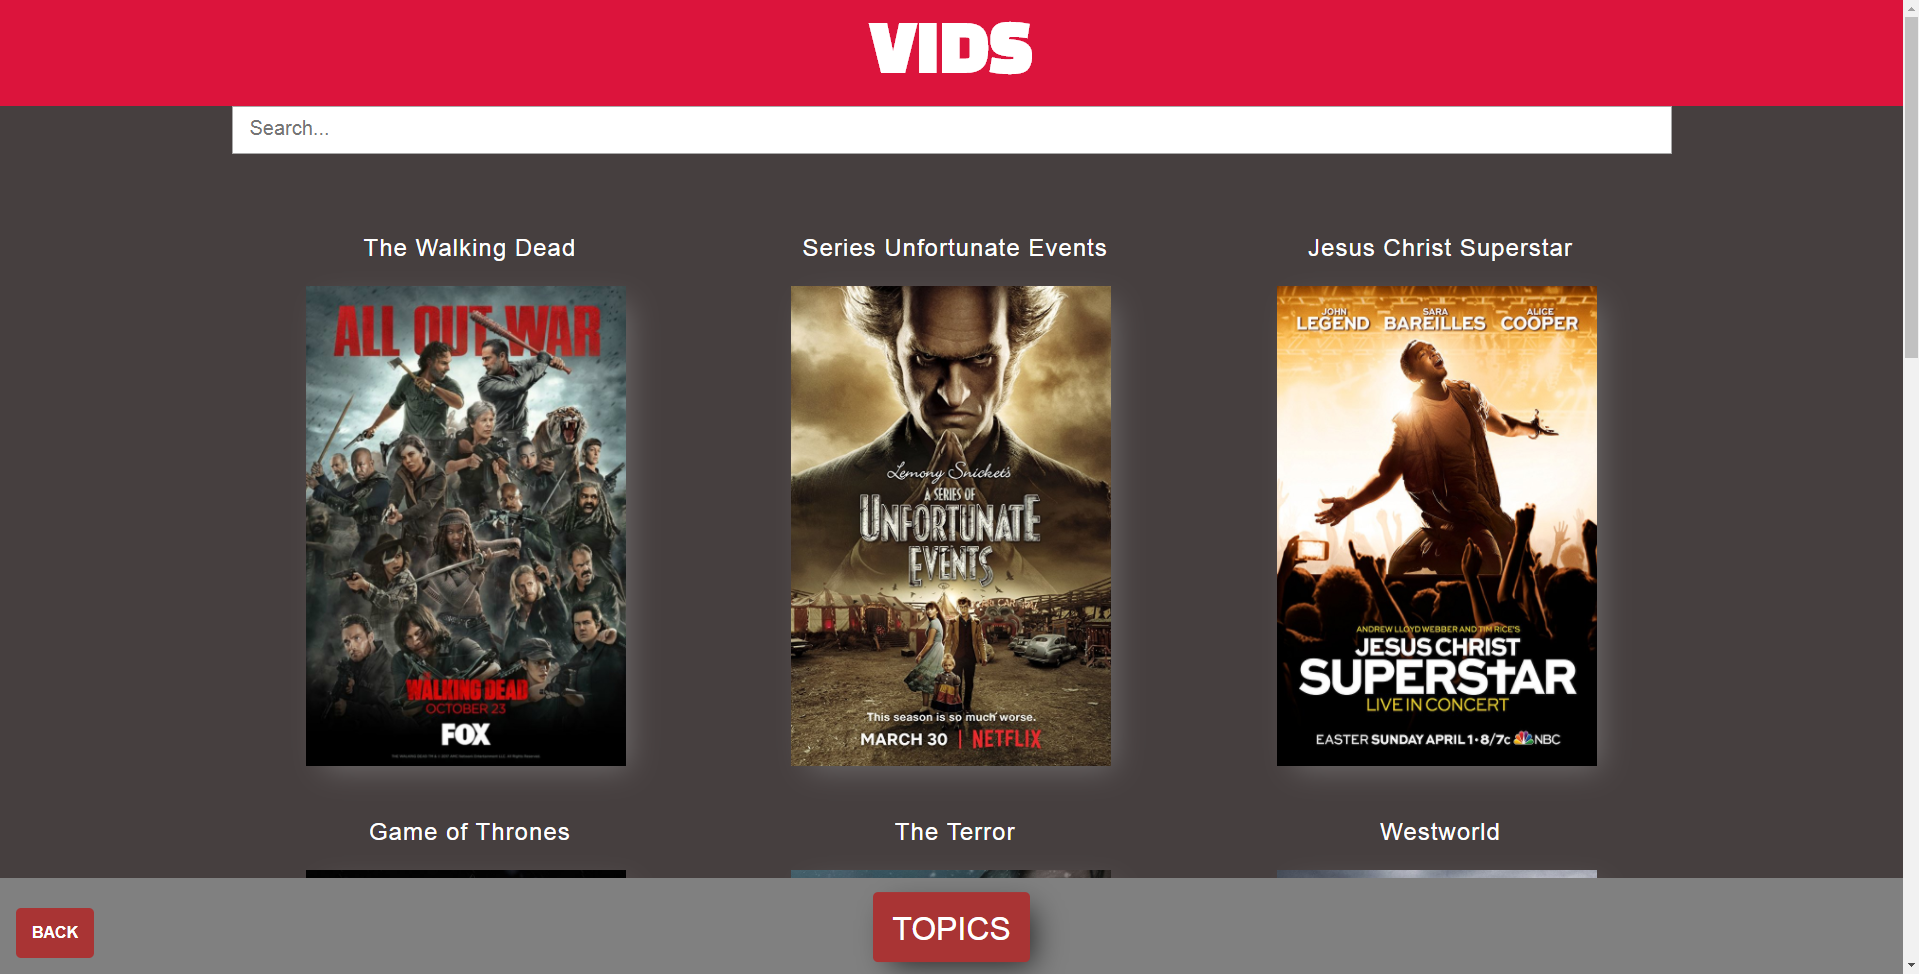 VIDS
Search...
The Walking Dead
Series Unfortunate Events
Jesus Christ Superstar
ALL OUT WAR
THE WALKING DEAD
OCTOBER 23
FOX
Lemony Snicket's
A SERIES OF
UNFORTUNATE
EVENTS
This season is so much worse.
MARCH 30 | NETFLIX
JOHN LEGEND
SARA BAREILLES
ALICE COOPER
ANDREW LLOYD WEBBER AND TIM RICE'S
JESUS CHRIST
SUPERSTAR
LIVE IN CONCERT
EASTER SUNDAY APRIL 1 • 8/7c NBC
Game of Thrones
The Terror
Westworld
BACK
TOPICS